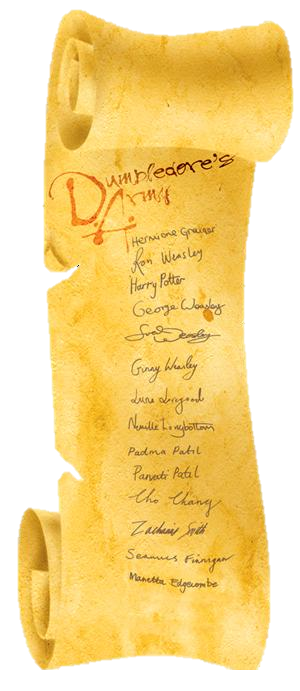 Dumbledore's
Army
Hermione Granger
Ron Weasley
Harry Potter
George Weasley
Fred Weasley
Ginny Weasley
Luna Lovegood
Neville Longbottom
Padma Patil
Parvati Patil
Cho Chang
Zacharias Smith
Seamus Finnigan
Marietta Edgecombe